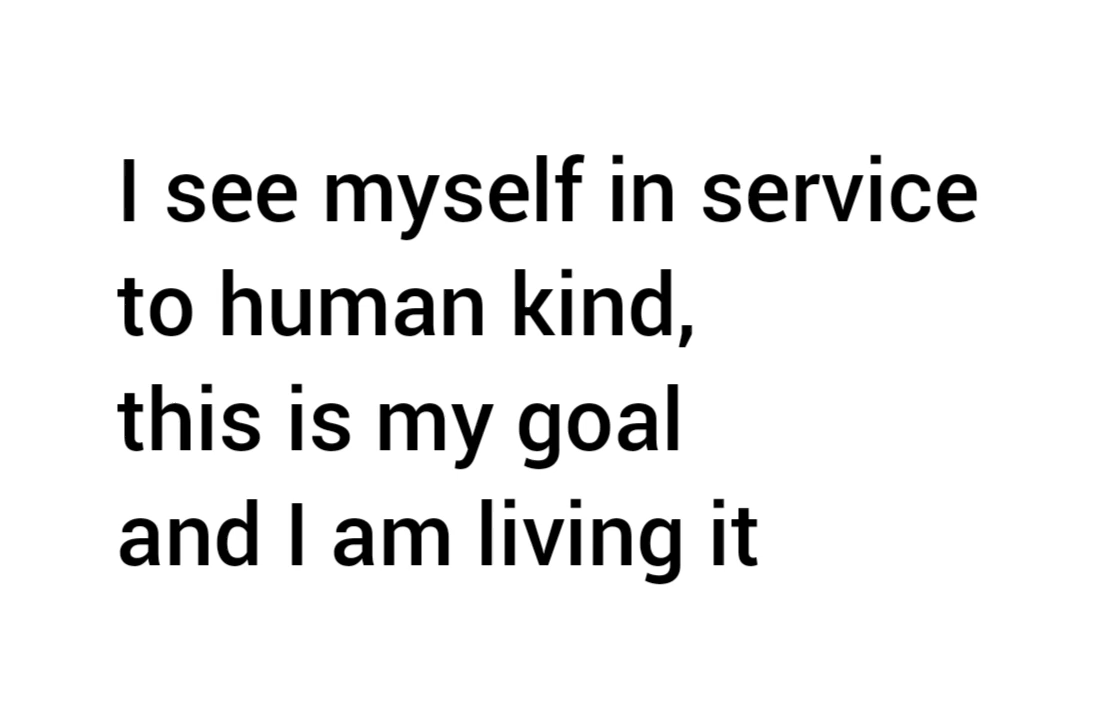 I see myself in service
to human kind,
this is my goal
and I am living it